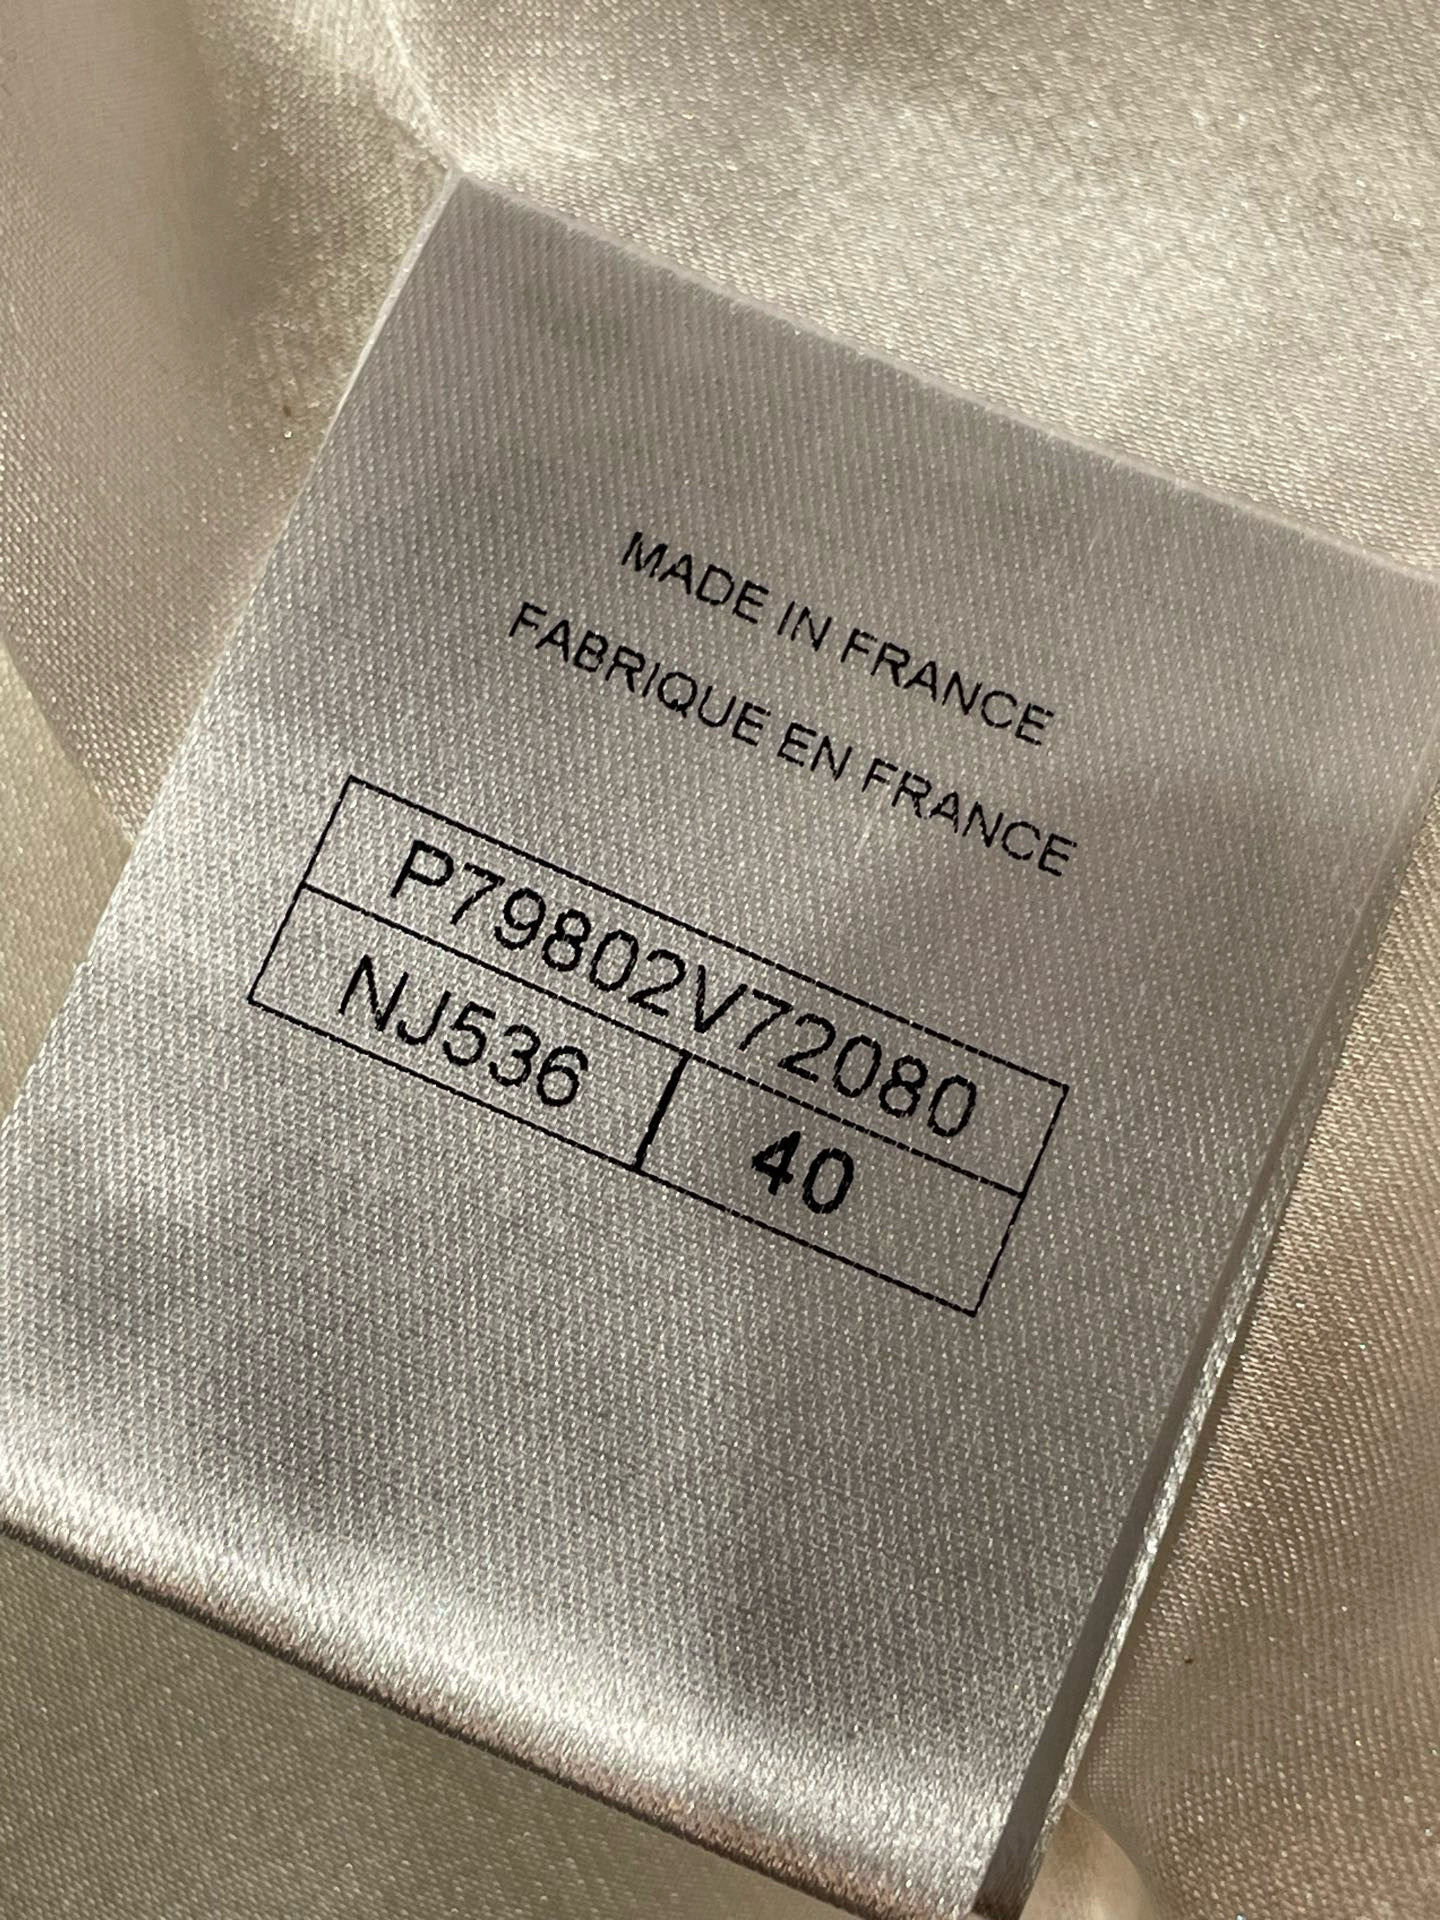 MADE IN FRANCE
FABRIQUE EN FRANCE
P79802V72080
NJ536 40